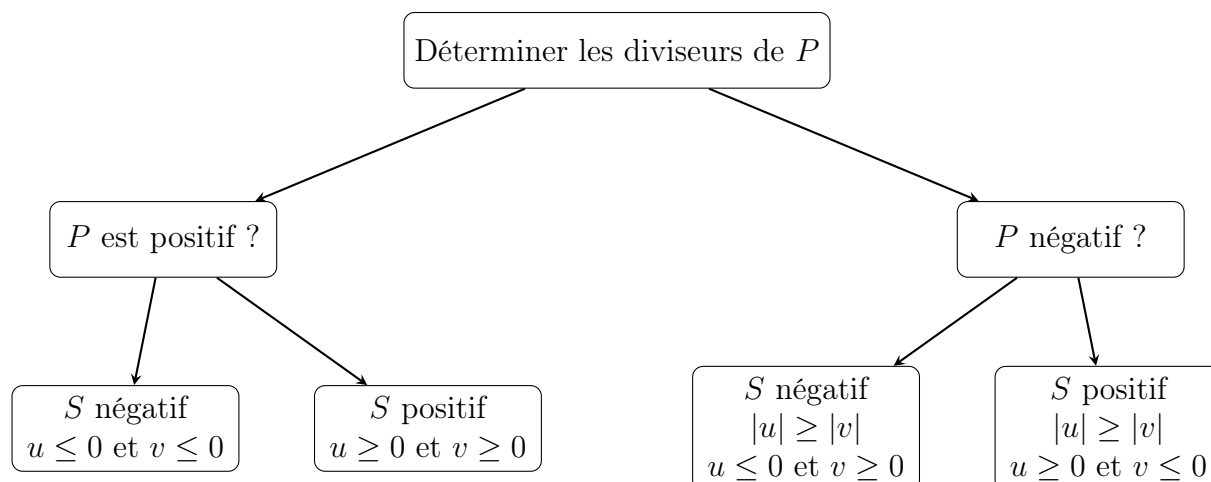 Déterminer les diviseurs de P
P est positif ?
P négatif ?
S négatif
u ≤ 0 et v ≤ 0
S positif
u ≥ 0 et v ≥ 0
S négatif
|u| ≥ |v|
u ≤ 0 et v ≥ 0
S positif
|u| ≥ |v|
u ≥ 0 et v ≤ 0